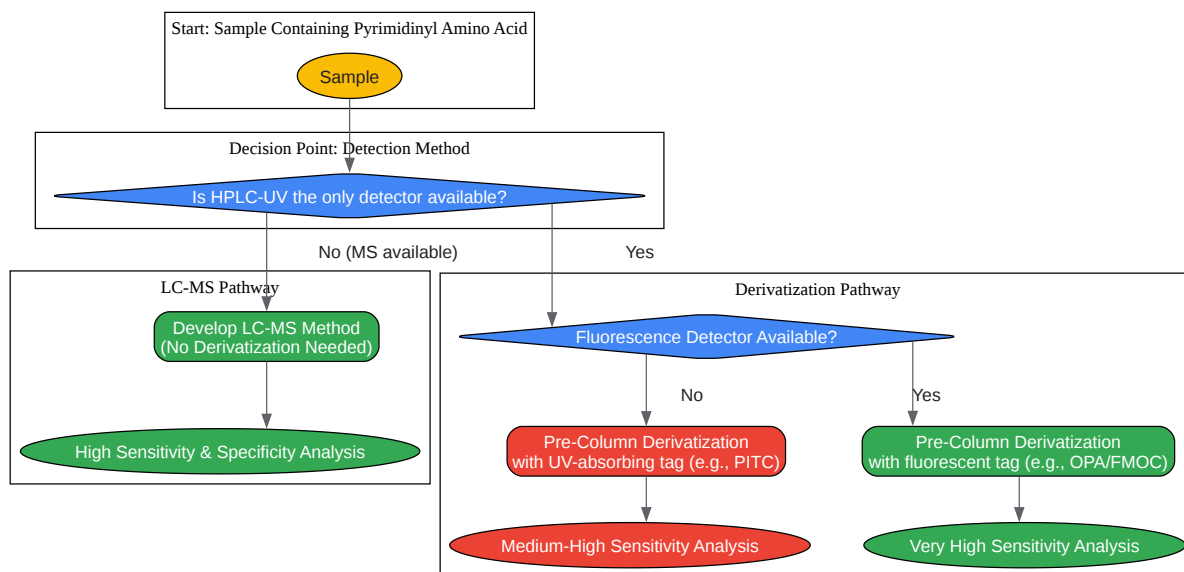 Start: Sample Containing Pyrimidinyl Amino Acid
Sample
Decision Point: Detection Method
Is HPLC-UV the only detector available?
No (MS available)
Yes
LC-MS Pathway
Develop LC-MS Method
(No Derivatization Needed)
High Sensitivity & Specificity Analysis
Derivatization Pathway
Fluorescence Detector Available?
No
Yes
Pre-Column Derivatization
with UV-absorbing tag (e.g., PITC)
Pre-Column Derivatization
with fluorescent tag (e.g., OPA/FMOC)
Medium-High Sensitivity Analysis
Very High Sensitivity Analysis